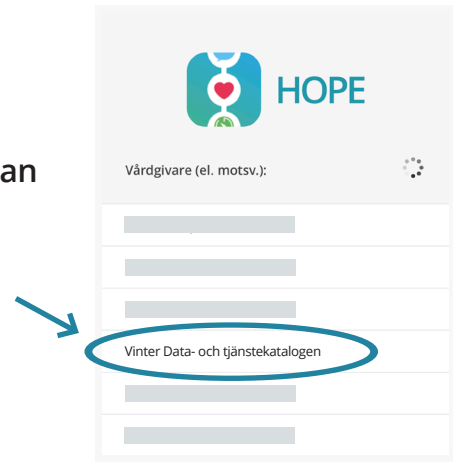 HOPE
an
Vårdgivare (el. motsv.):
Vinter Data- och tjänstekatalogen